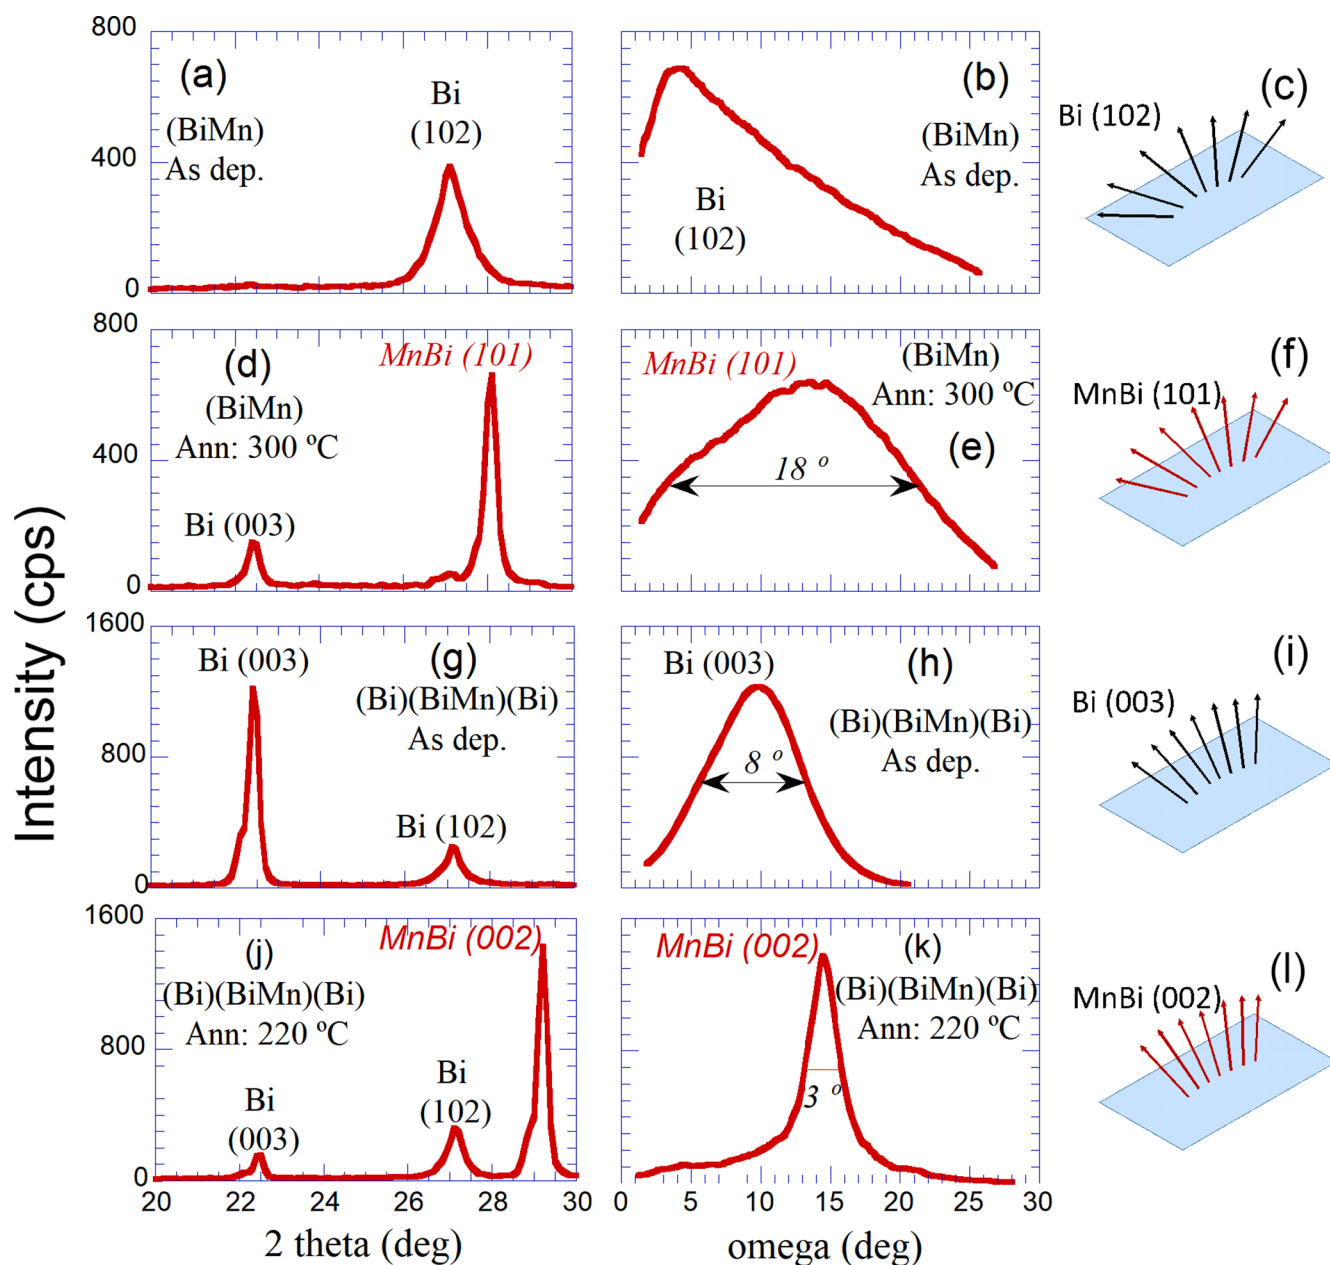 Intensity (cps)
800
400
0
(a)
(BiMn)
As dep.
Bi
(102)
(b)
(BiMn)
As dep.
Bi
(102)
(c)
Bi (102)
800
400
0
(d)
(BiMn)
Ann: 300 ºC
Bi (003)
MnBi (101)
MnBi (101)
(BiMn)
Ann: 300 ºC
(e)
18 º
(f)
MnBi (101)
1600
800
0
Bi (003)
(g)
(Bi)(BiMn)(Bi)
As dep.
Bi (102)
Bi (003)
(h)
(Bi)(BiMn)(Bi)
As dep.
8 º
(i)
Bi (003)
1600
800
0
(j)
(Bi)(BiMn)(Bi)
Ann: 220 ºC
MnBi (002)
Bi
(003)
Bi
(102)
MnBi (002)
(k)
(Bi)(BiMn)(Bi)
Ann: 220 ºC
3 º
(l)
MnBi (002)
20 22 24 26 28 30
2 theta (deg)
0 5 10 15 20 25 30
omega (deg)